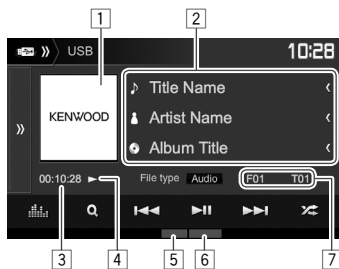 1
2
USB
10:28
KENWOOD
Title Name
Artist Name
Album Title
00:10:28
File type
Audio
F01
T01
3
4
5
6
7